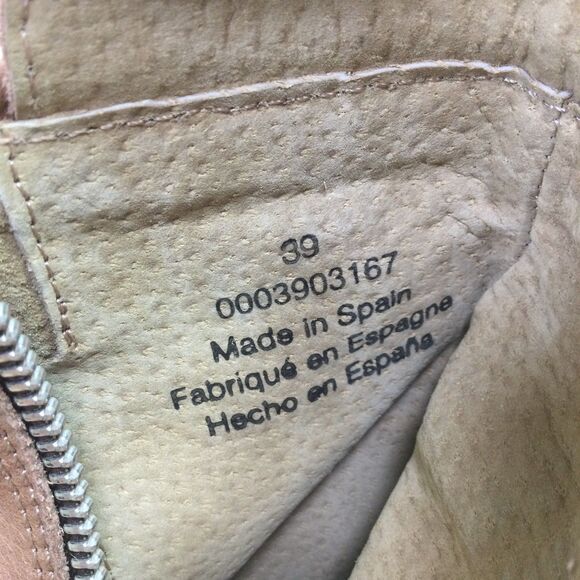 39
0003903167
Made in Spain
Fabriqué en Espagne
Hecho en España